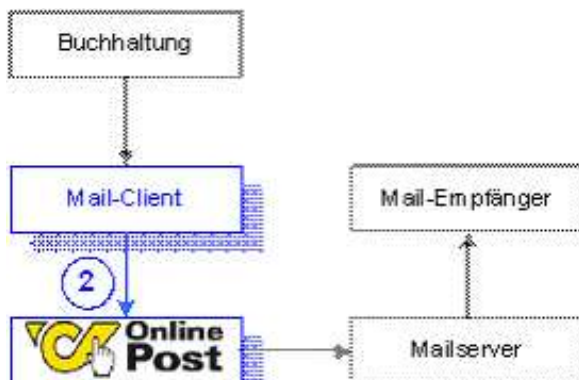 Buchhaltung
Mail-Client
Mail-Empfänger
2
Online
Post
Mailserver